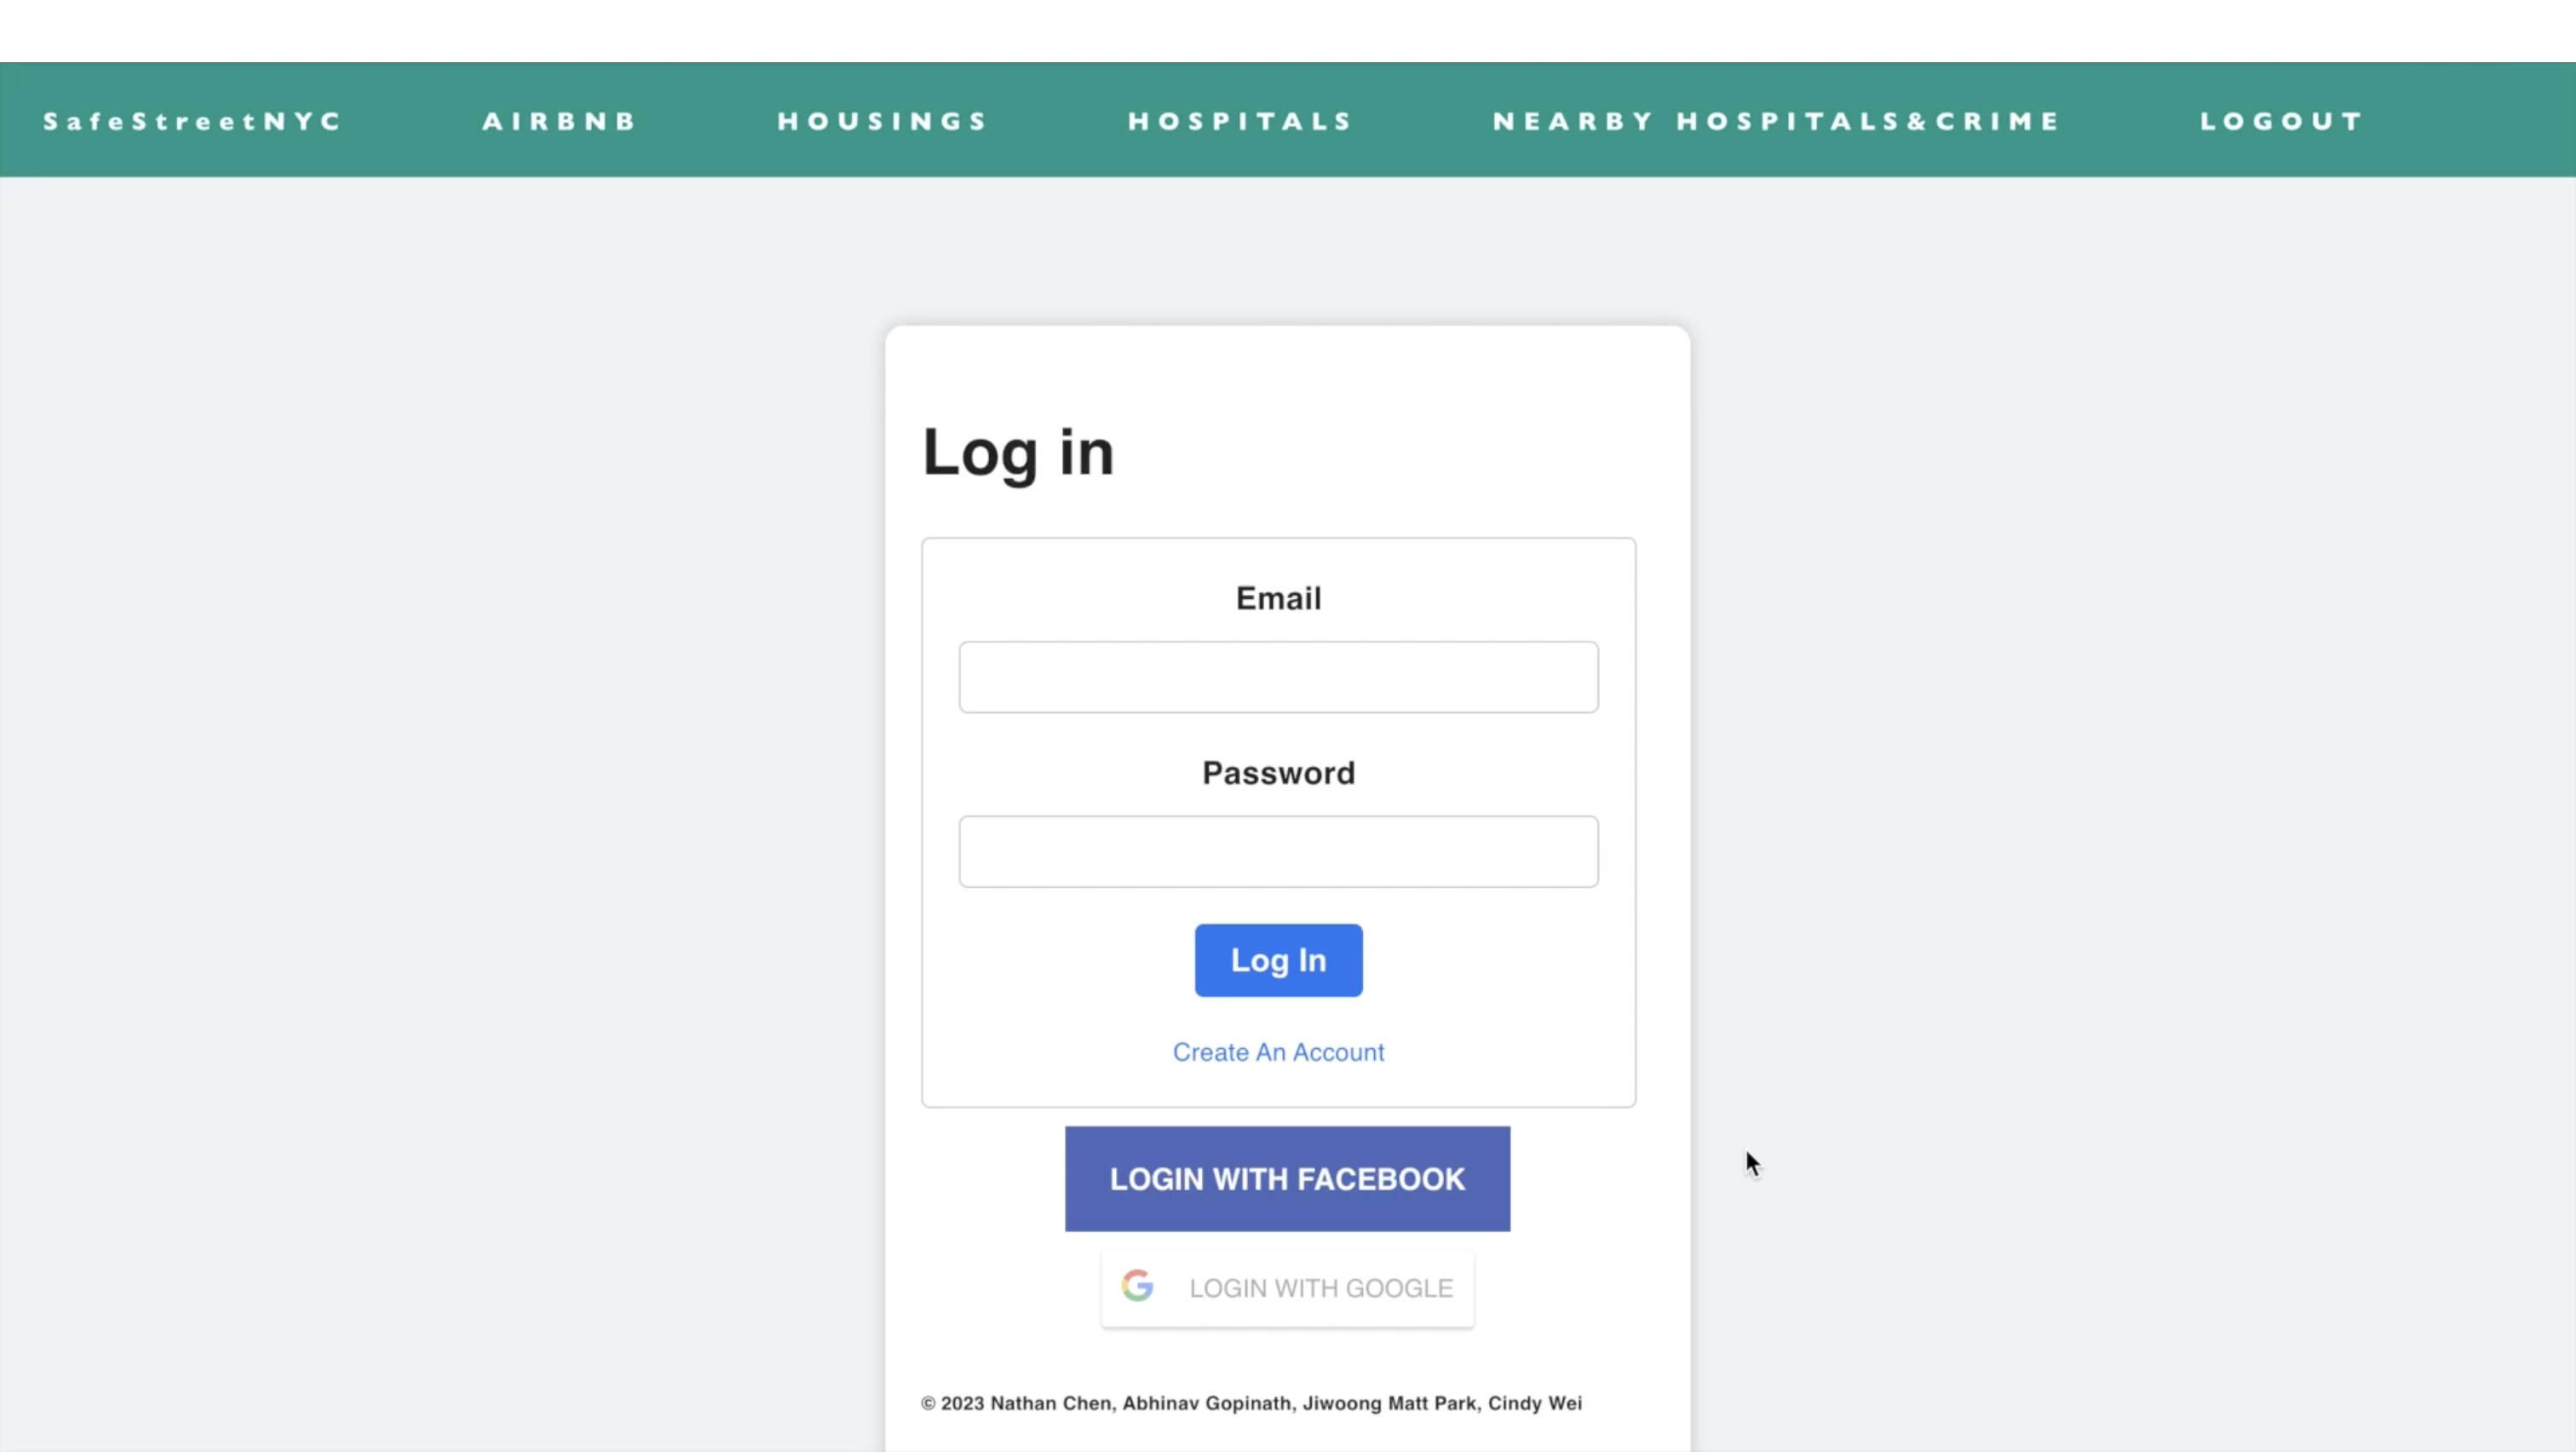 SafeStreetNYC AIRBNB HOUSINGS HOSPITALS NEARBY HOSPITALS&CRIME LOGOUT
Log in
Email
Password
Log In
Create An Account
LOGIN WITH FACEBOOK
LOGIN WITH GOOGLE
© 2023 Nathan Chen, Abhinav Gopinath, Jiwoong Matt Park, Cindy Wei